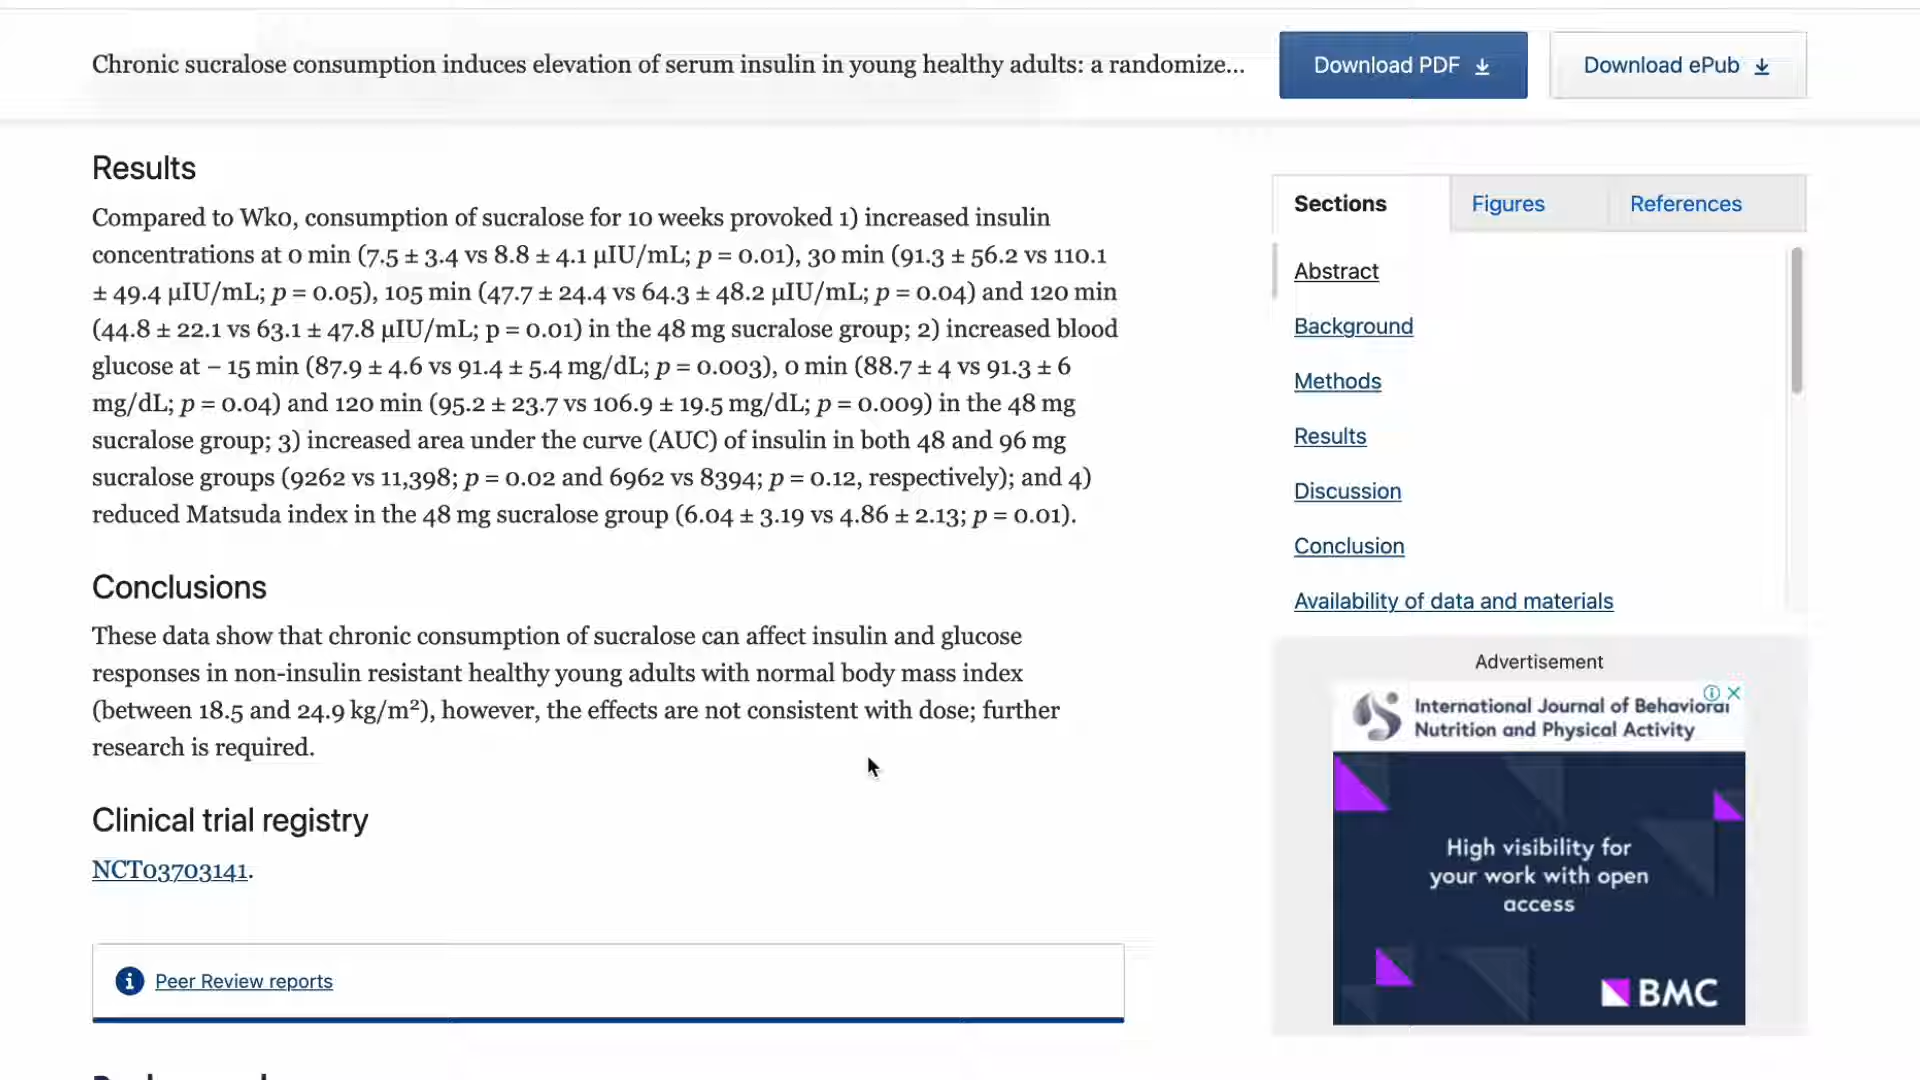 Chronic sucralose consumption induces elevation of serum insulin in young healthy adults: a randomize...
Download PDF
Download ePub
Results
Compared to Wk0, consumption of sucralose for 10 weeks provoked 1) increased insulin
concentrations at 0 min (7.5 ± 3.4 vs 8.8 ± 4.1 μIU/mL; p = 0.01), 30 min (91.3 ± 56.2 vs 110.1
± 49.4 μIU/mL; p = 0.05), 105 min (47.7 ± 24.4 vs 64.3 ± 48.2 μIU/mL; p = 0.04) and 120 min
(44.8 ± 22.1 vs 63.1 ± 47.8 μIU/mL; p = 0.01) in the 48 mg sucralose group; 2) increased blood
glucose at − 15 min (87.9 ± 4.6 vs 91.4 ± 5.4 mg/dL; p = 0.003), 0 min (88.7 ± 4 vs 91.3 ± 6
mg/dL; p = 0.04) and 120 min (95.2 ± 23.7 vs 106.9 ± 19.5 mg/dL; p = 0.009) in the 48 mg
sucralose group; 3) increased area under the curve (AUC) of insulin in both 48 and 96 mg
sucralose groups (9262 vs 11,398; p = 0.02 and 6962 vs 8394; p = 0.12, respectively); and 4)
reduced Matsuda index in the 48 mg sucralose group (6.04 ± 3.19 vs 4.86 ± 2.13; p = 0.01).
Conclusions
These data show that chronic consumption of sucralose can affect insulin and glucose
responses in non-insulin resistant healthy young adults with normal body mass index
(between 18.5 and 24.9 kg/m²), however, the effects are not consistent with dose; further
research is required.
Clinical trial registry
NCT03703141.
Peer Review reports
Sections
Figures
References
Abstract
Background
Methods
Results
Discussion
Conclusion
Availability of data and materials
Advertisement
International Journal of Behavioral
Nutrition and Physical Activity
High visibility for
your work with open
access
BMC